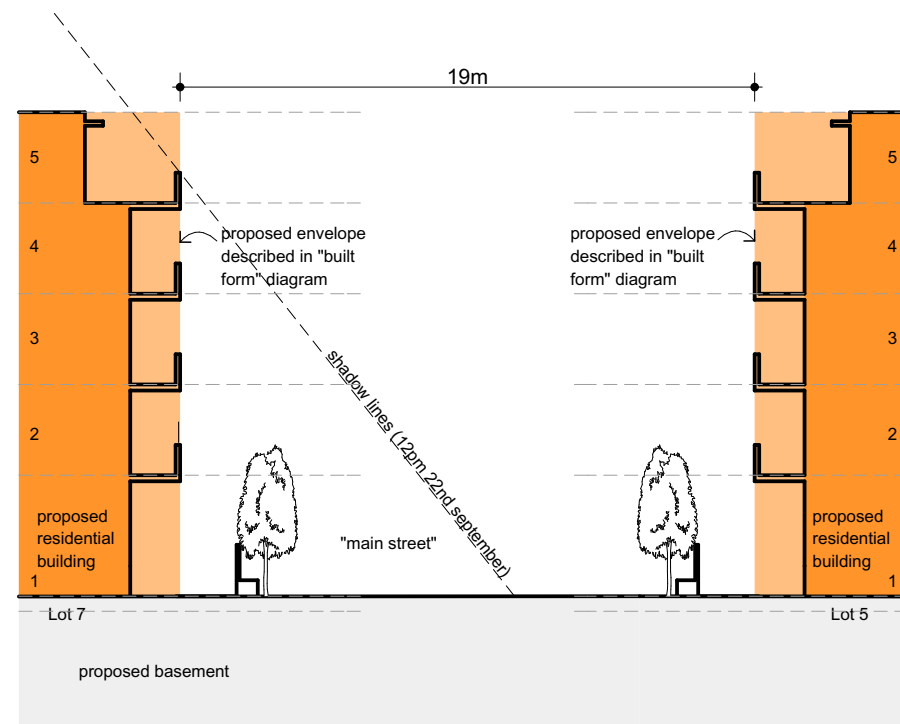 19m
5
5
proposed envelope
described in "built
form" diagram
proposed envelope
described in "built
form" diagram
4
4
3
3
shadow lines (12pm 22nd september)
2
2
proposed
residential
building
1
"main street"
proposed
residential
building
1
Lot 7
Lot 5
proposed basement